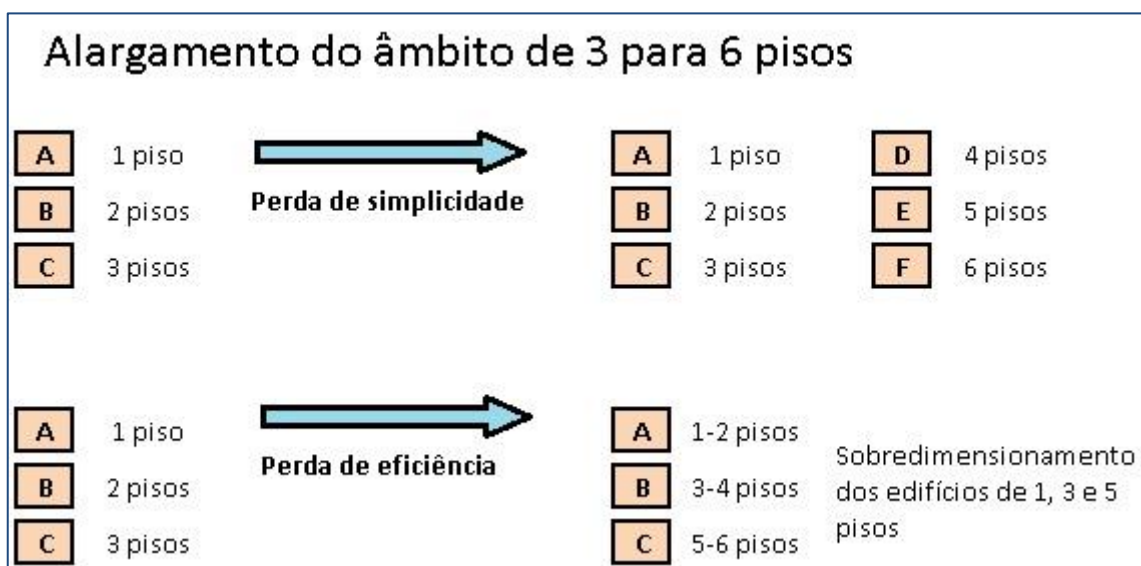 Alargamento do âmbito de 3 para 6 pisos
A 1 piso
B 2 pisos
C 3 pisos
Perda de simplicidade
A 1 piso
B 2 pisos
C 3 pisos
D 4 pisos
E 5 pisos
F 6 pisos
A 1 piso
B 2 pisos
C 3 pisos
Perda de eficiência
A 1-2 pisos
B 3-4 pisos
C 5-6 pisos
Sobredimensionamento
dos edifícios de 1, 3 e 5
pisos